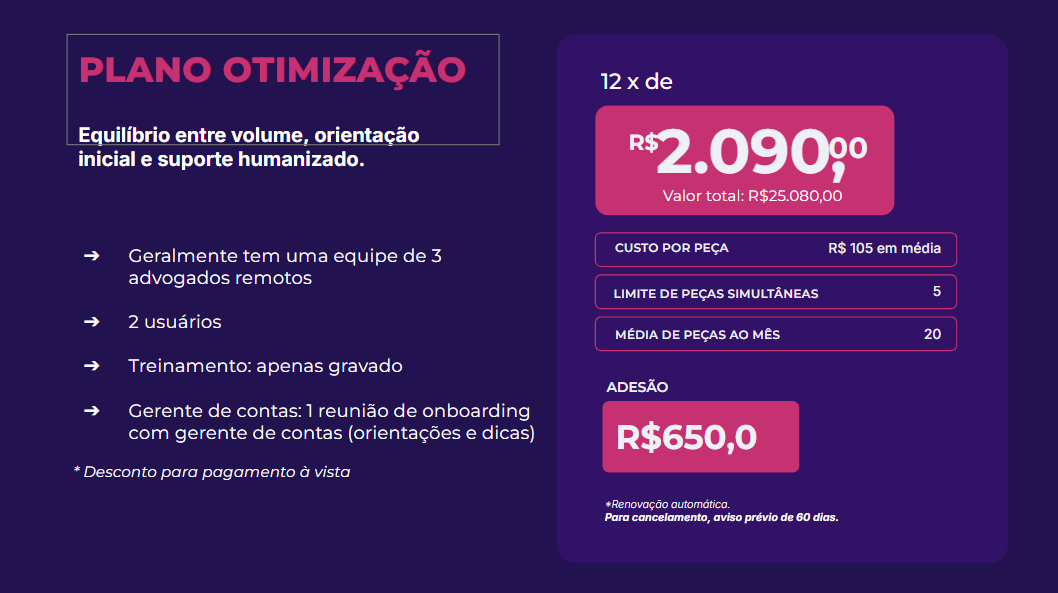 PLANO OTIMIZAÇÃO
Equilíbrio entre volume, orientação
inicial e suporte humanizado.
➔ Geralmente tem uma equipe de 3
advogados remotos
➔ 2 usuários
➔ Treinamento: apenas gravado
➔ Gerente de contas: 1 reunião de onboarding
com gerente de contas (orientações e dicas)
* Desconto para pagamento à vista
12 x de
R$2.090,00
Valor total: R$25.080,00
CUSTO POR PEÇA R$ 105 em média
LIMITE DE PEÇAS SIMULTÂNEAS 5
MÉDIA DE PEÇAS AO MÊS 20
ADESÃO
R$650,0
*Renovação automática.
Para cancelamento, aviso prévio de 60 dias.